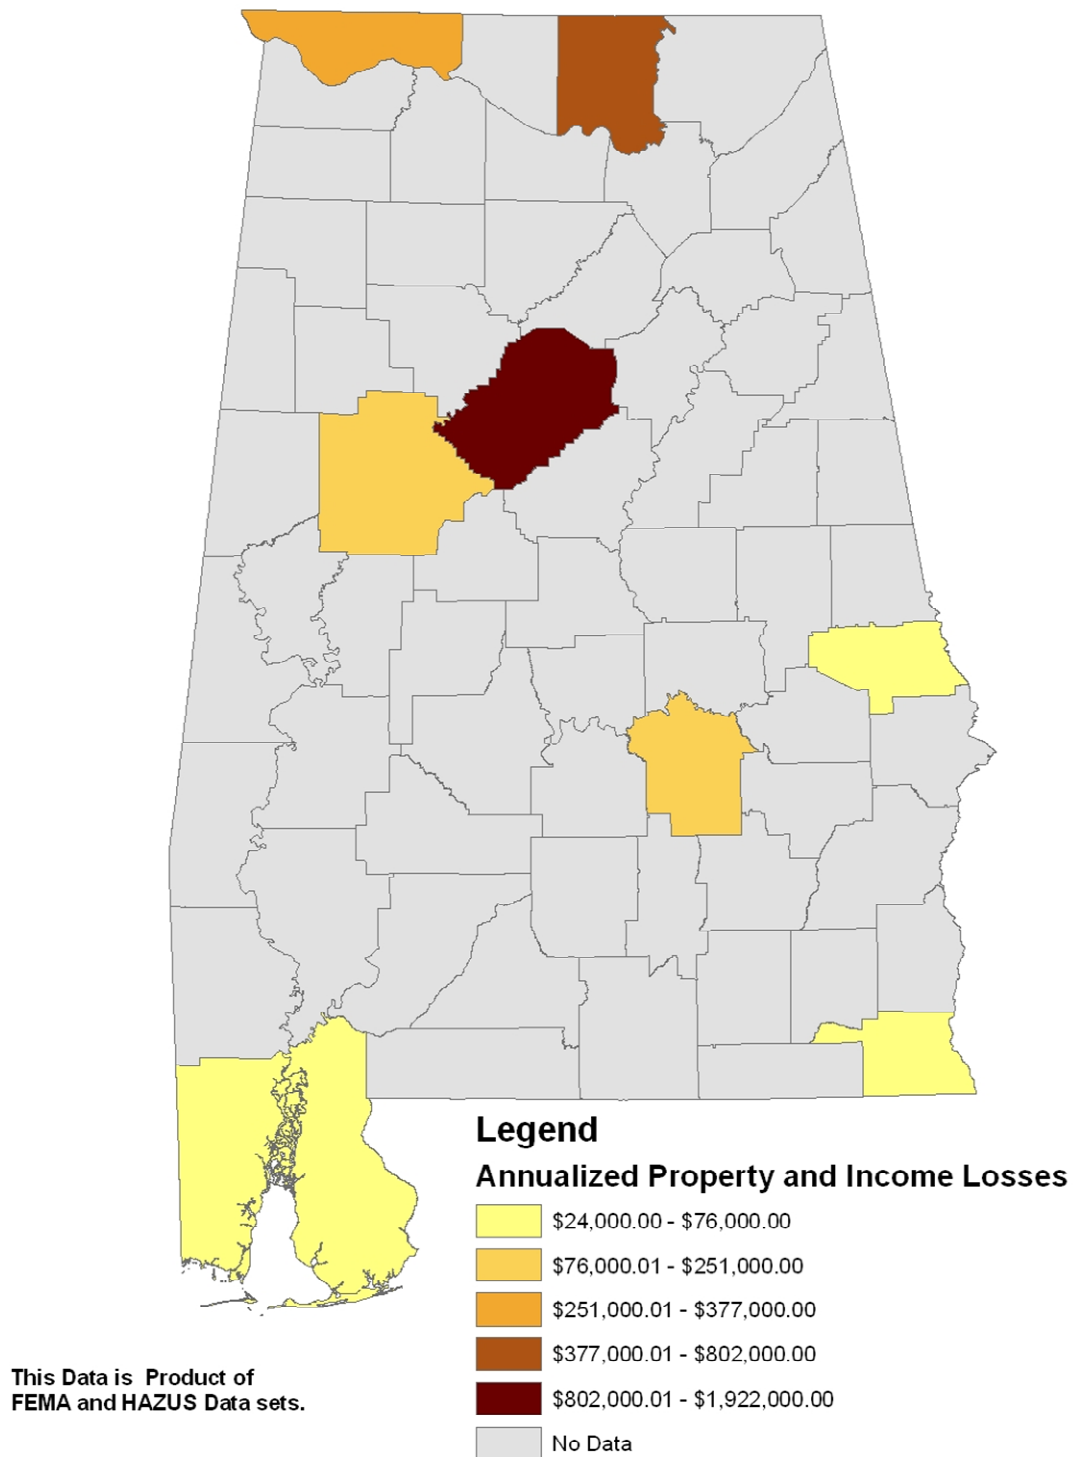 Legend
Annualized Property and Income Losses
$24,000.00 - $76,000.00
$76,000.01 - $251,000.00
$251,000.01 - $377,000.00
$377,000.01 - $802,000.00
$802,000.01 - $1,922,000.00
No Data
This Data is Product of
FEMA and HAZUS Data sets.